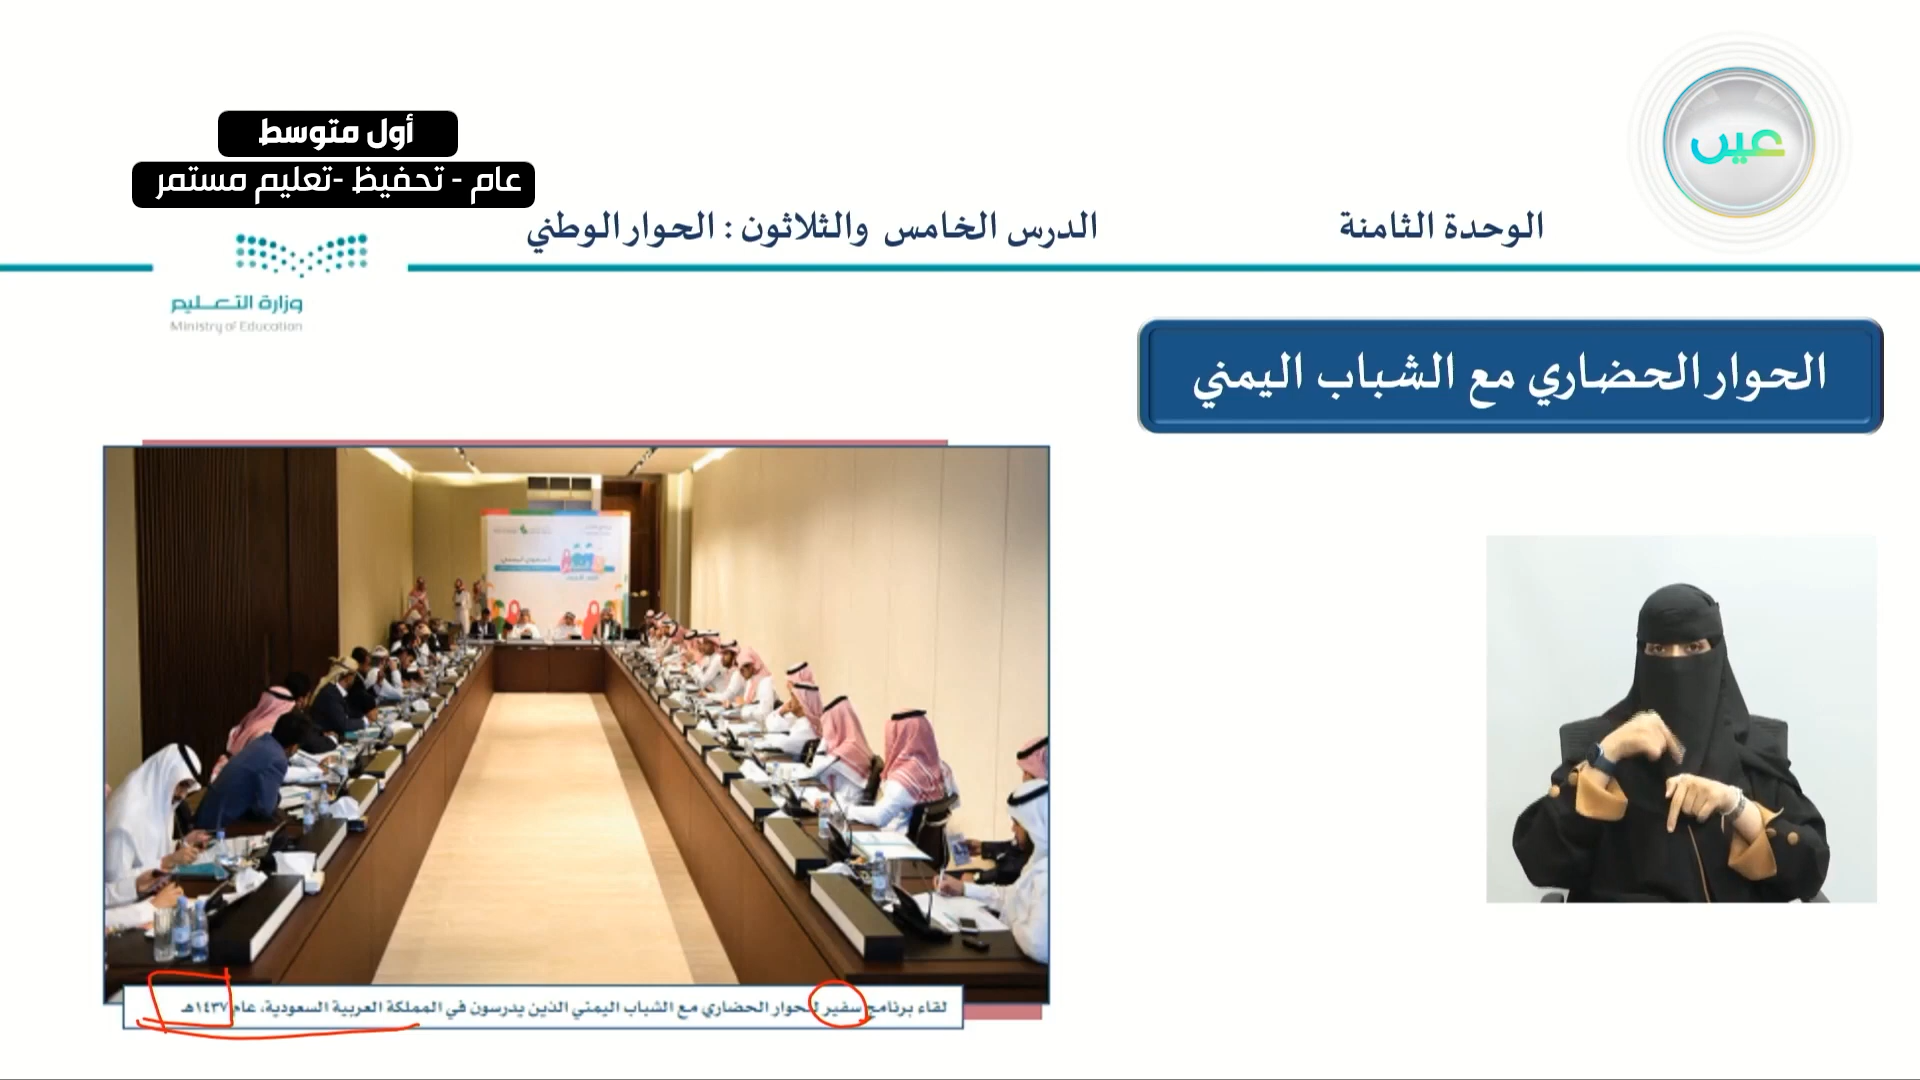 عين
أول متوسط
عام - تحفيظ -تعليم مستمر
الوحدة الثامنة
الدرس الخامس والثلاثون : الحوار الوطني
وزارة التعليم
Ministry of Education
الحوار الحضاري مع الشباب اليمني
لقاء برنامج سفير للحوار الحضاري مع الشباب اليمني الذين يدرسون في المملكة العربية السعودية، عام ١٤٣٧هـ